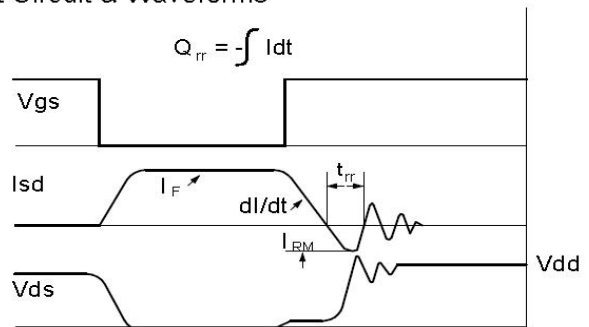 t Circuit & Waveforms
Q rr = -∫ Idt
Vgs
Isd
I F
dI/dt
t rr
I RM
Vdd
Vds